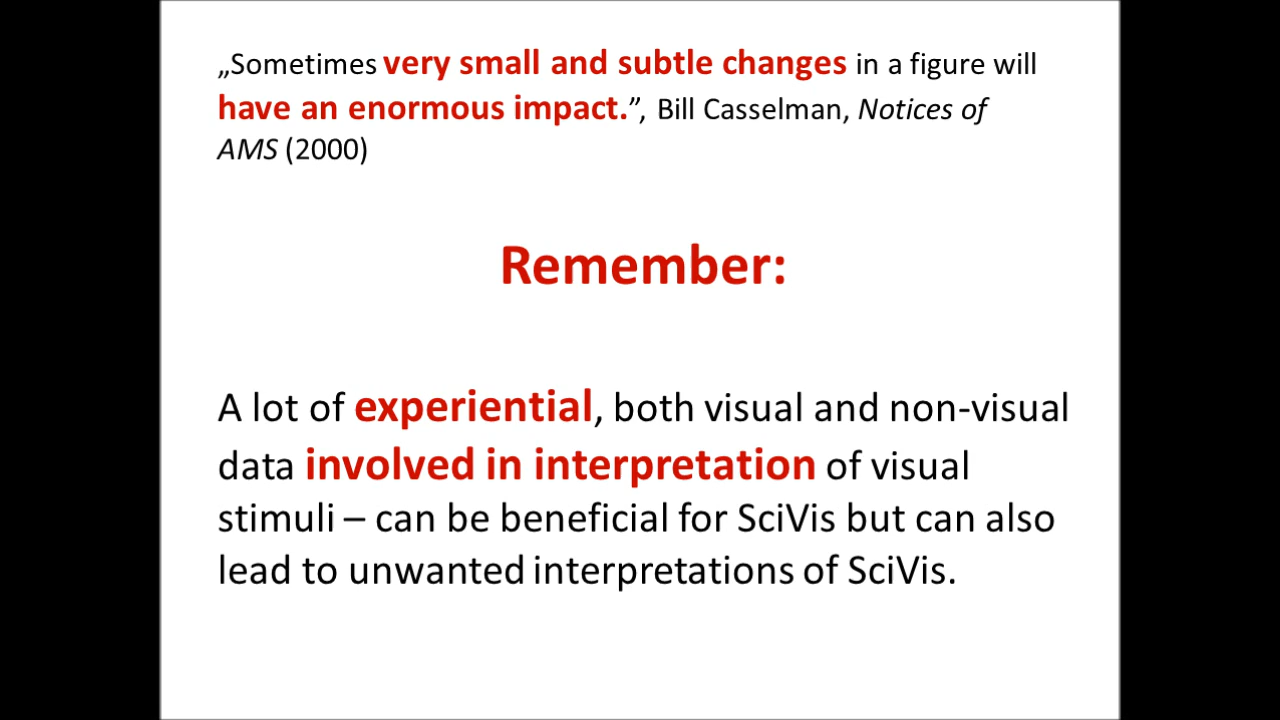 „Sometimes very small and subtle changes in a figure will
have an enormous impact.”, Bill Casselman, Notices of
AMS (2000)
Remember:
A lot of experiential, both visual and non-visual
data involved in interpretation of visual
stimuli – can be beneficial for SciVis but can also
lead to unwanted interpretations of SciVis.